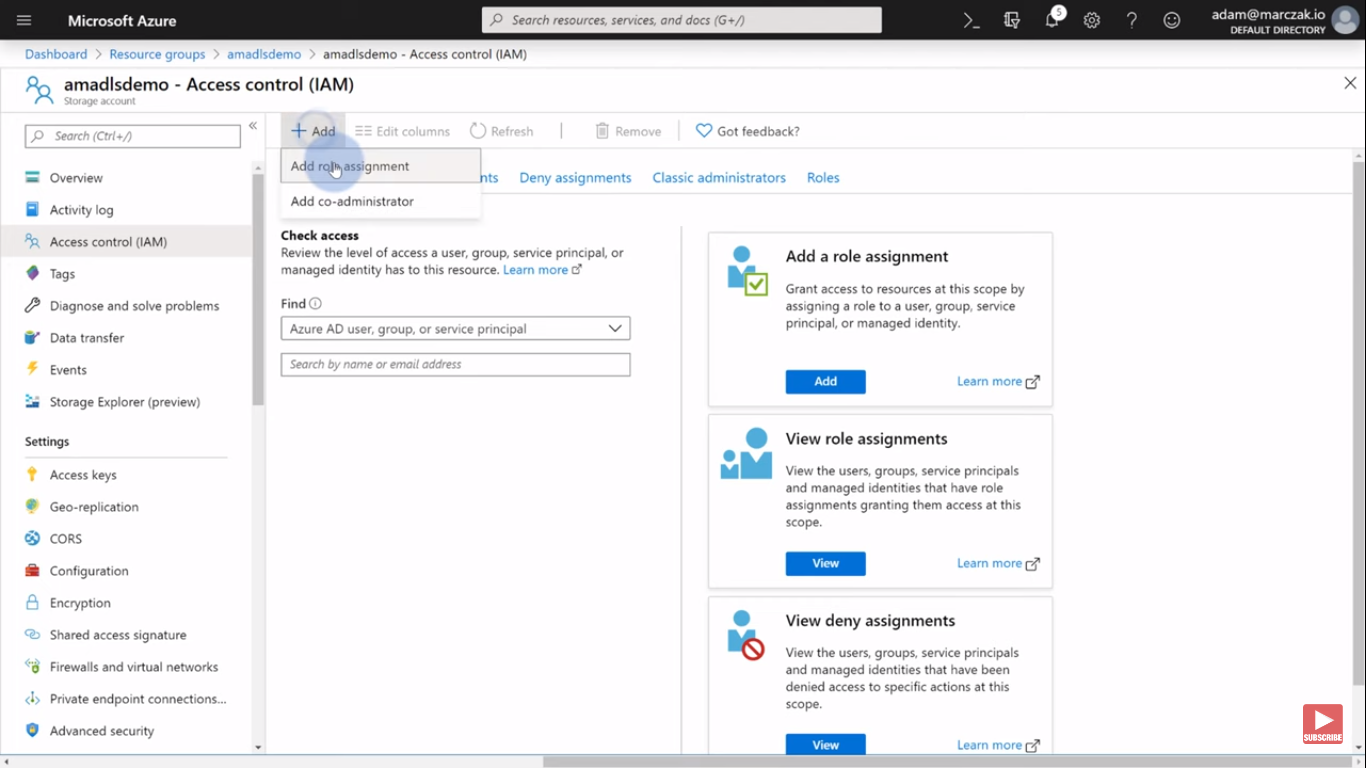 Microsoft Azure
Search resources, services, and docs (G+/)
5
adam@marczak.io
DEFAULT DIRECTORY
Dashboard > Resource groups > amadlsdemo > amadlsdemo - Access control (IAM)
amadlsdemo - Access control (IAM)
Storage account
Search (Ctrl+/)
Overview
Activity log
Access control (IAM)
Tags
Diagnose and solve problems
Data transfer
Events
Storage Explorer (preview)
Settings
Access keys
Geo-replication
CORS
Configuration
Encryption
Shared access signature
Firewalls and virtual networks
Private endpoint connections...
Advanced security
Add
Edit columns
Refresh
Remove
Got feedback?
Add role assignment
Add co-administrator
nts
Deny assignments
Classic administrators
Roles
Check access
Review the level of access a user, group, service principal, or
managed identity has to this resource. Learn more
Find
Azure AD user, group, or service principal
Search by name or email address
Add a role assignment
Grant access to resources at this scope by
assigning a role to a user, group, service
principal, or managed identity.
Add
Learn more
View role assignments
View the users, groups, service principals
and managed identities that have role
assignments granting them access at this
scope.
View
Learn more
View deny assignments
View the users, groups, service principals
and managed identities that have been
denied access to specific actions at this
scope.
View
Learn more
SUBSCRIBE